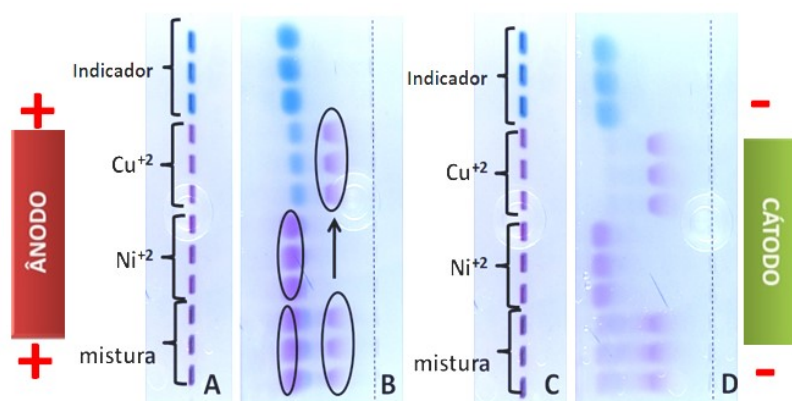 +
ÂNODO
+
Indicador
Cu+2
Ni+2
mistura
A
B
Indicador
Cu+2
Ni+2
mistura
C
D
-
CÁTODO
-